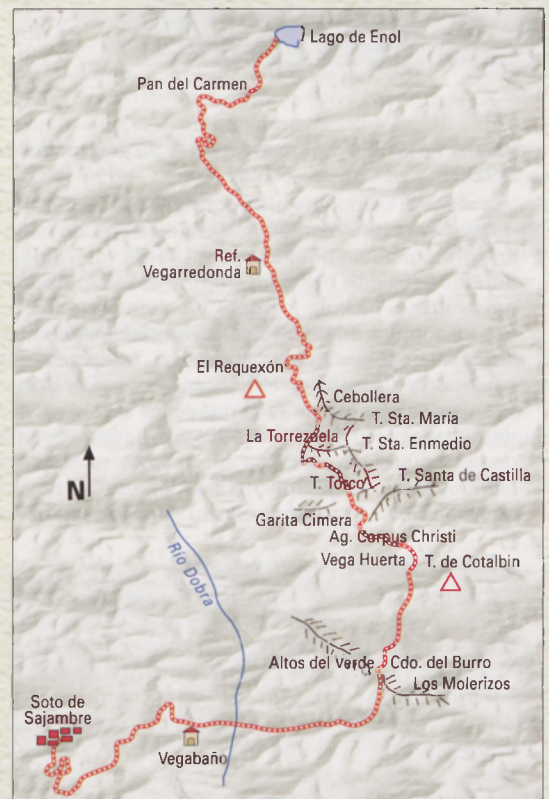 Lago de Enol
Pan del Carmen
Ref.
Vegarredonda
El Requexón
Cebollera
T. Sta. María
La Torrezuela
T. Sta. Enmedio
T. Torco
T. Santa de Castilla
N
Garita Cimera
Ag. Corpus Christi
Vega Huerta
T. de Cotalbin
Río Dobra
Altos del Verde
Cdo. del Burro
Los Molerizos
Soto de
Sajambre
Vegabaño